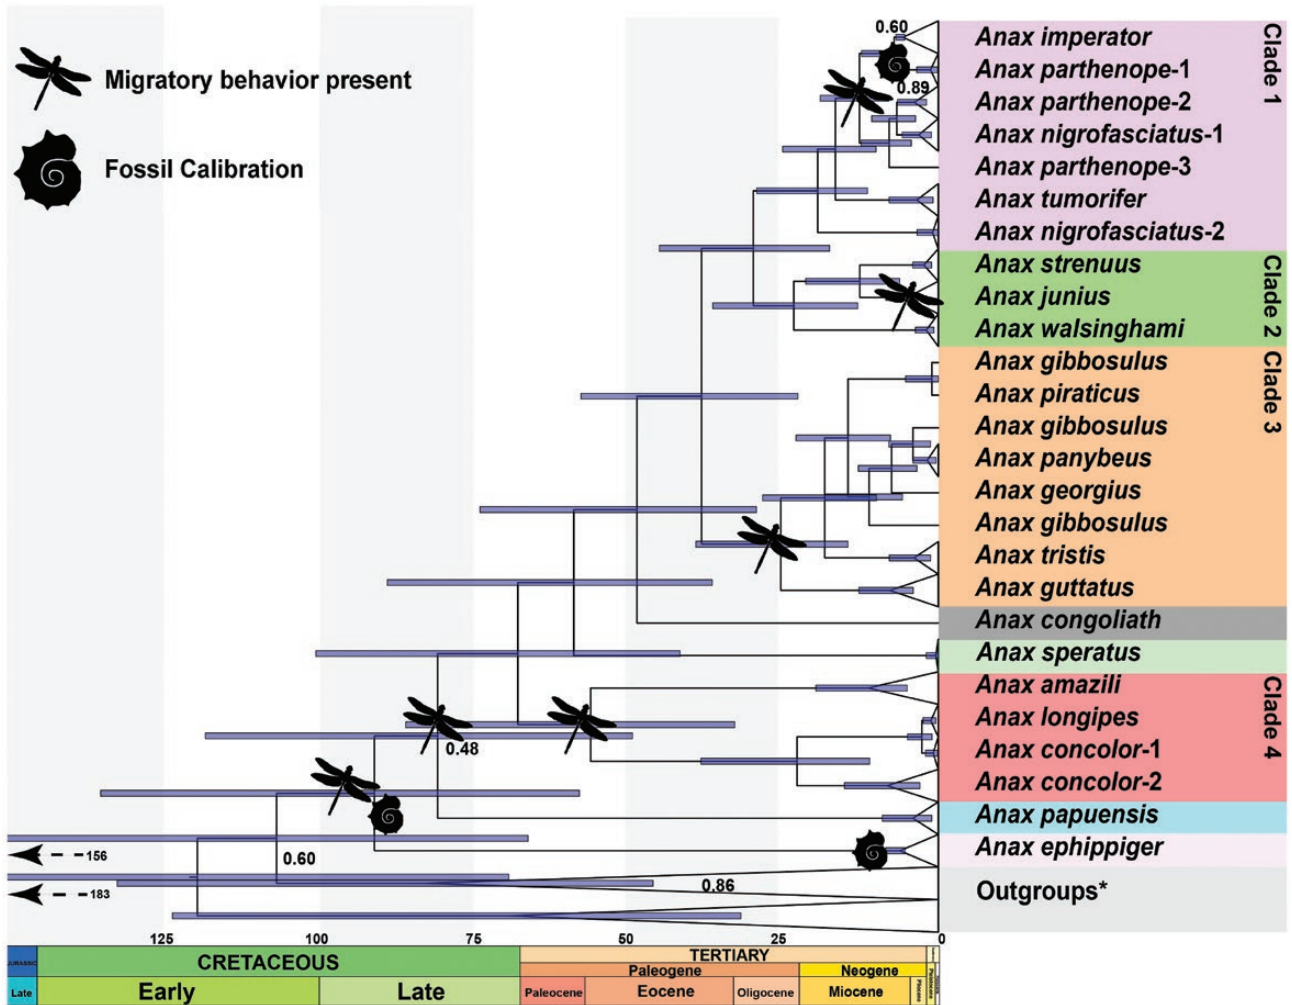 Migratory behavior present
Fossil Calibration
0.60
Anax imperator
Anax parthenope-1
0.89
Anax parthenope-2
Anax nigrofasciatus-1
Anax parthenope-3
Anax tumorifer
Anax nigrofasciatus-2
Clade 1
Anax strenuus
Anax junius
Anax walsinghami
Clade 2
Anax gibbosulus
Anax piraticus
Anax gibbosulus
Anax panybeus
Anax georgius
Anax gibbosulus
Anax tristis
Anax guttatus
Clade 3
Anax congoliath
Anax speratus
Anax amazili
Anax longipes
Anax concolor-1
Anax concolor-2
Clade 4
0.48
Anax papuensis
Anax ephippiger
156
0.60
183
0.86
Outgroups*
125 100 75 50 25 0
JURASSIC CRETACEOUS TERTIARY
Paleogene Neogene
Late Early Late Paleocene Eocene Oligocene Miocene Pliocene